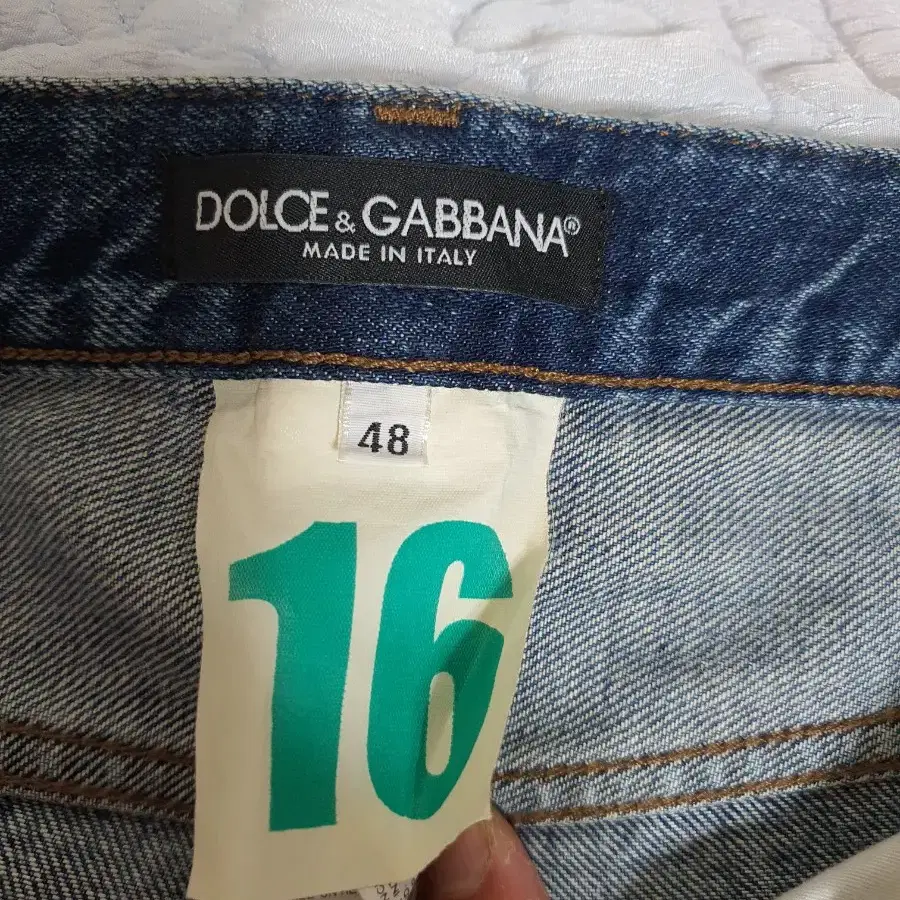 DOLCE & GABBANA®
MADE IN ITALY
48
16